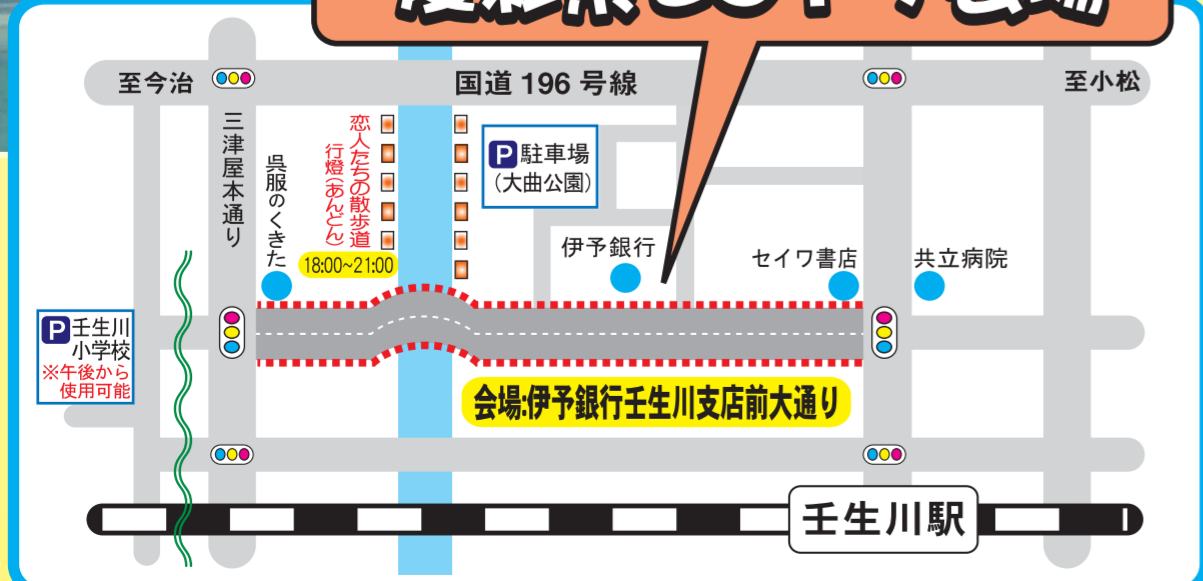 至今治
国道196号線
至小松
三津屋本通り
呉服のくきた
恋人たちの散歩道
行燈(あんどん)
18:00~21:00
P 駐車場
(大曲公園)
伊予銀行
セイワ書店
共立病院
P 壬生川
小学校
※午後から
使用可能
会場:伊予銀行壬生川支店前大通り
壬生川駅